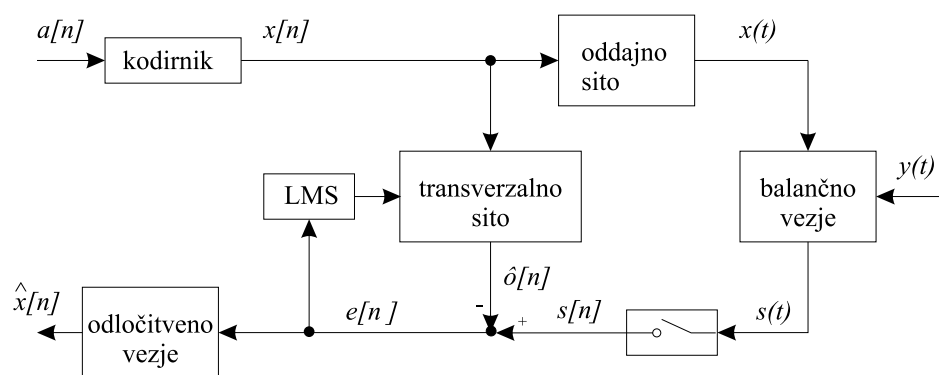 a[n]
x[n]
x(t)
kodirnik
oddajno
sito
y(t)
LMS
transverzalno
sito
balančno
vezje
ô[n]
x̂[n]
e[n ]
-
+
s[n]
s(t)
odločitveno
vezje